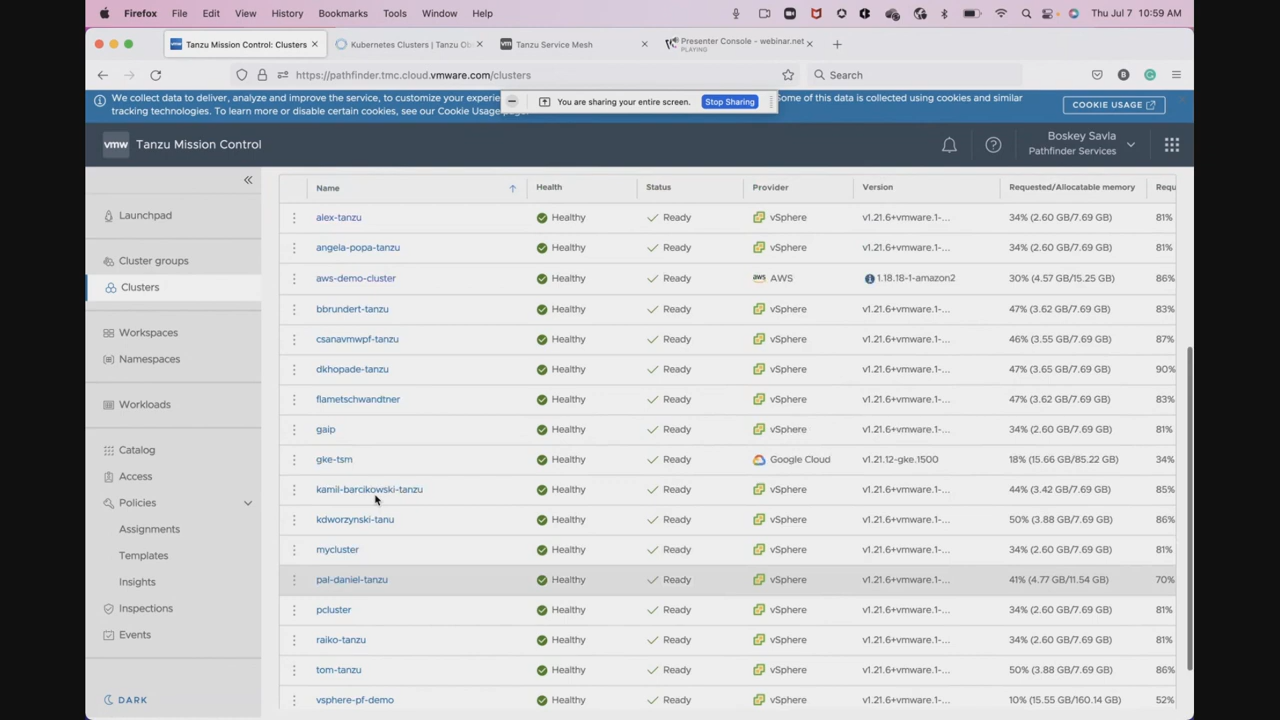 Firefox File Edit View History Bookmarks Tools Window Help Thu Jul 7 10:59 AM
Tanzu Mission Control: Clusters Kubernetes Clusters | Tanzu Ob Tanzu Service Mesh Presenter Console - webinar.net
PLAYING
https://pathfinder.tmc.cloud.vmware.com/clusters Search
We collect data to deliver, analyze and improve the service, to customize your experie Some of this data is collected using cookies and similar
tracking technologies. To learn more or disable certain cookies, see our Cookie Usage page.
You are sharing your entire screen. Stop Sharing
COOKIE USAGE
vmw Tanzu Mission Control
Boskey Savla
Pathfinder Services
Launchpad
Cluster groups
Clusters
Workspaces
Namespaces
Workloads
Catalog
Access
Policies
Assignments
Templates
Insights
Inspections
Events
DARK
Name Health Status Provider Version Requested/Allocatable memory Requ
alex-tanzu Healthy Ready vSphere v1.21.6+vmware.1-... 34% (2.60 GB/7.69 GB) 81%
angela-popa-tanzu Healthy Ready vSphere v1.21.6+vmware.1-... 34% (2.60 GB/7.69 GB) 81%
aws-demo-cluster Healthy Ready aws AWS 1.18.18-1-amazon2 30% (4.57 GB/15.25 GB) 86%
bbrundert-tanzu Healthy Ready vSphere v1.21.6+vmware.1-... 47% (3.62 GB/7.69 GB) 83%
csanavmwpf-tanzu Healthy Ready vSphere v1.21.6+vmware.1-... 46% (3.55 GB/7.69 GB) 87%
dkhopade-tanzu Healthy Ready vSphere v1.21.6+vmware.1-... 47% (3.65 GB/7.69 GB) 90%
flametschwandtner Healthy Ready vSphere v1.21.6+vmware.1-... 47% (3.62 GB/7.69 GB) 83%
gaip Healthy Ready vSphere v1.21.6+vmware.1-... 34% (2.60 GB/7.69 GB) 81%
gke-tsm Healthy Ready Google Cloud v1.21.12-gke.1500 18% (15.66 GB/85.22 GB) 34%
kamil-barcikowski-tanzu Healthy Ready vSphere v1.21.6+vmware.1-... 44% (3.42 GB/7.69 GB) 85%
kdworzynski-tanu Healthy Ready vSphere v1.21.6+vmware.1-... 50% (3.88 GB/7.69 GB) 86%
mycluster Healthy Ready vSphere v1.21.6+vmware.1-... 34% (2.60 GB/7.69 GB) 81%
pal-daniel-tanzu Healthy Ready vSphere v1.21.6+vmware.1-... 41% (4.77 GB/11.54 GB) 70%
pcluster Healthy Ready vSphere v1.21.6+vmware.1-... 34% (2.60 GB/7.69 GB) 81%
raiko-tanzu Healthy Ready vSphere v1.21.6+vmware.1-... 34% (2.60 GB/7.69 GB) 81%
tom-tanzu Healthy Ready vSphere v1.21.6+vmware.1-... 50% (3.88 GB/7.69 GB) 86%
vsphere-pf-demo Healthy Ready vSphere v1.21.6+vmware.1-... 10% (15.55 GB/160.14 GB) 52%